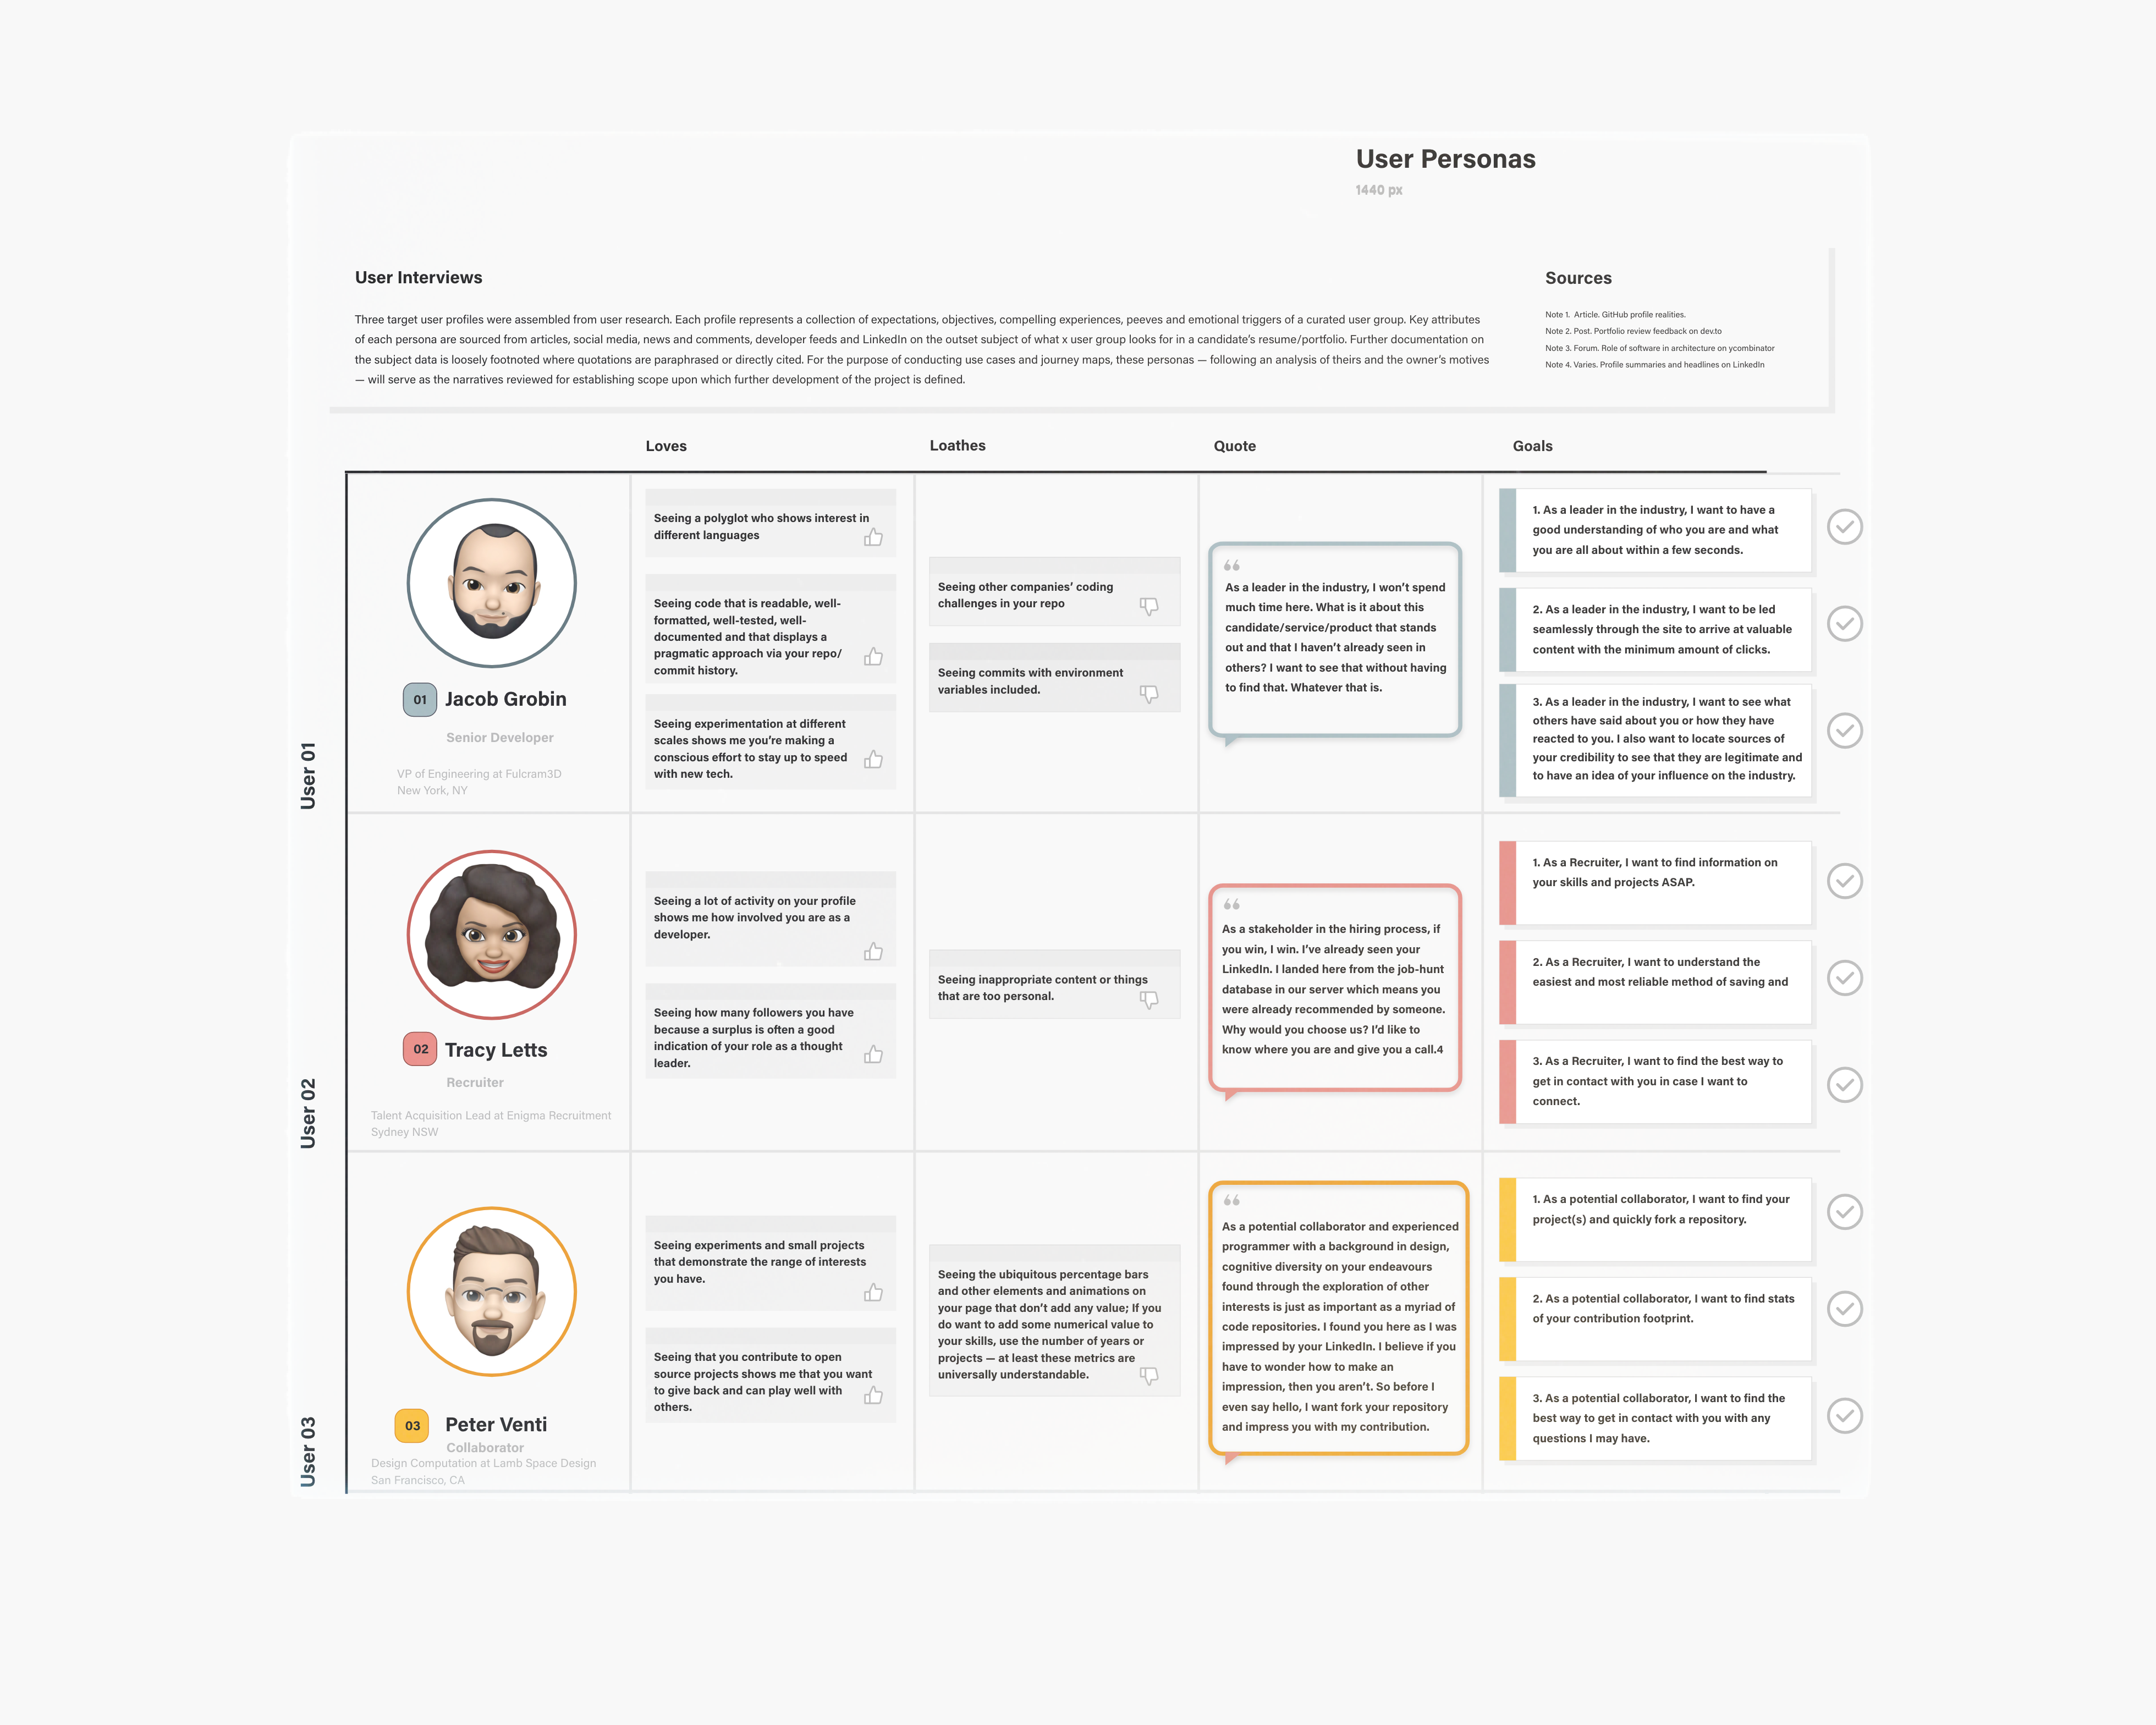 User Personas
1440 px
User Interviews
Three target user profiles were assembled from user research. Each profile represents a collection of expectations, objectives, compelling experiences, peeves and emotional triggers of a curated user group. Key attributes
of each persona are sourced from articles, social media, news and comments, developer feeds and LinkedIn on the outset subject of what x user group looks for in a candidate's resume/portfolio. Further documentation on
the subject data is loosely footnoted where quotations are paraphrased or directly cited. For the purpose of conducting use cases and journey maps, these personas — following an analysis of theirs and the owner's motives
— will serve as the narratives reviewed for establishing scope upon which further development of the project is defined.
Sources
Note 1. Article. GitHub profile realities.
Note 2. Post. Portfolio review feedback on dev.to
Note 3. Forum. Role of software in architecture on ycombinator
Note 4. Varies. Profile summaries and headlines on LinkedIn
Loves
Loathes
Quote
Goals
User 01
01
Jacob Grobin
Senior Developer
VP of Engineering at Fulcram3D
New York, NY
Seeing a polyglot who shows interest in
different languages
Seeing code that is readable, well-
formatted, well-tested, well-
documented and that displays a
pragmatic approach via your repo/
commit history.
Seeing experimentation at different
scales shows me you're making a
conscious effort to stay up to speed
with new tech.
Seeing other companies' coding
challenges in your repo
Seeing commits with environment
variables included.
“
As a leader in the industry, I won't spend
much time here. What is it about this
candidate/service/product that stands
out and that I haven't already seen in
others? I want to see that without having
to find that. Whatever that is.
1. As a leader in the industry, I want to have a
good understanding of who you are and what
you are all about within a few seconds.
2. As a leader in the industry, I want to be led
seamlessly through the site to arrive at valuable
content with the minimum amount of clicks.
3. As a leader in the industry, I want to see what
others have said about you or how they have
reacted to you. I also want to locate sources of
your credibility to see that they are legitimate and
to have an idea of your influence on the industry.
User 02
02
Tracy Letts
Recruiter
Talent Acquisition Lead at Enigma Recruitment
Sydney NSW
Seeing a lot of activity on your profile
shows me how involved you are as a
developer.
Seeing how many followers you have
because a surplus is often a good
indication of your role as a thought
leader.
Seeing inappropriate content or things
that are too personal.
“
As a stakeholder in the hiring process, if
you win, I win. I've already seen your
LinkedIn. I landed here from the job-hunt
database in our server which means you
were already recommended by someone.
Why would you choose us? I'd like to
know where you are and give you a call.4
1. As a Recruiter, I want to find information on
your skills and projects ASAP.
2. As a Recruiter, I want to understand the
easiest and most reliable method of saving and
3. As a Recruiter, I want to find the best way to
get in contact with you in case I want to
connect.
User 03
03
Peter Venti
Collaborator
Design Computation at Lamb Space Design
San Francisco, CA
Seeing experiments and small projects
that demonstrate the range of interests
you have.
Seeing that you contribute to open
source projects shows me that you want
to give back and can play well with
others.
Seeing the ubiquitous percentage bars
and other elements and animations on
your page that don't add any value; If you
do want to add some numerical value to
your skills, use the number of years or
projects — at least these metrics are
universally understandable.
“
As a potential collaborator and experienced
programmer with a background in design,
cognitive diversity on your endeavours
found through the exploration of other
interests is just as important as a myriad of
code repositories. I found you here as I was
impressed by your LinkedIn. I believe if you
have to wonder how to make an
impression, then you aren't. So before I
even say hello, I want fork your repository
and impress you with my contribution.
1. As a potential collaborator, I want to find your
project(s) and quickly fork a repository.
2. As a potential collaborator, I want to find stats
of your contribution footprint.
3. As a potential collaborator, I want to find the
best way to get in contact with you with any
questions I may have.